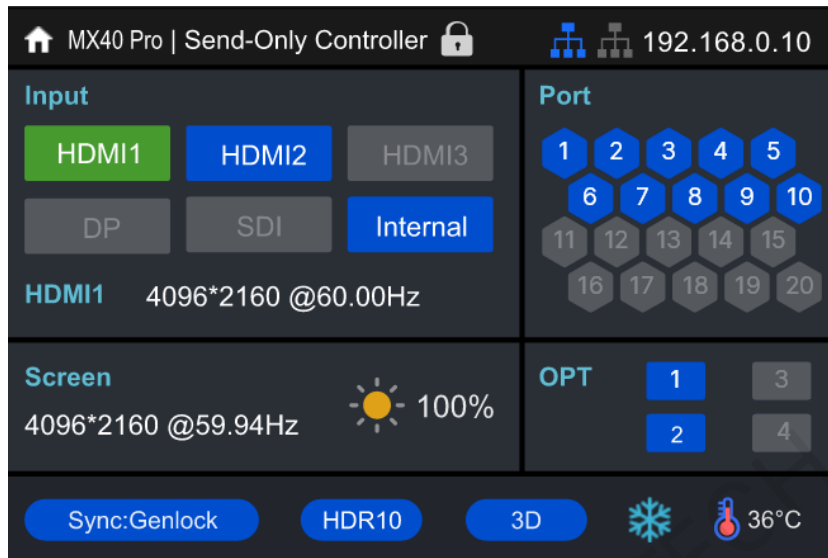 MX40 Pro | Send-Only Controller 192.168.0.10
Input
HDMI1 HDMI2 HDMI3
DP SDI Internal
HDMI1 4096*2160 @60.00Hz
Port
1 2 3 4 5
6 7 8 9 10
11 12 13 14 15
16 17 18 19 20
Screen
4096*2160 @59.94Hz 100%
OPT
1 3
2 4
Sync:Genlock HDR10 3D 36°C